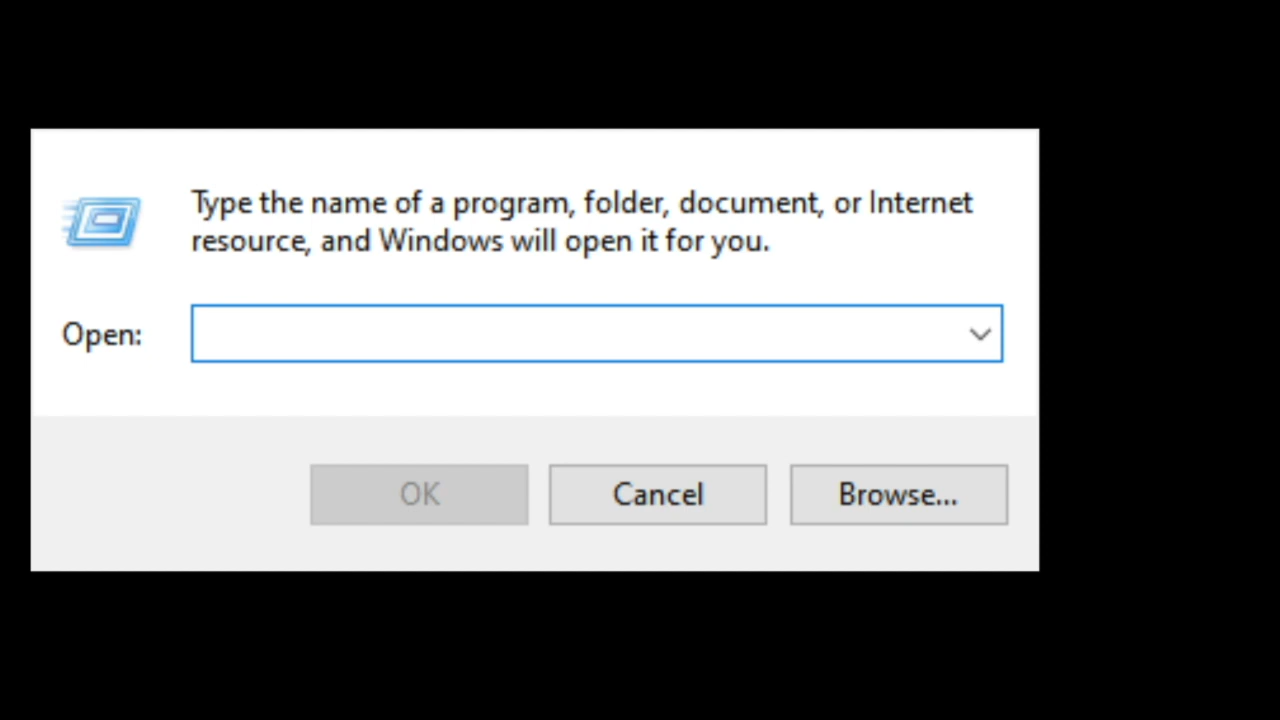 Type the name of a program, folder, document, or Internet
resource, and Windows will open it for you.
Open:
OK
Cancel
Browse...